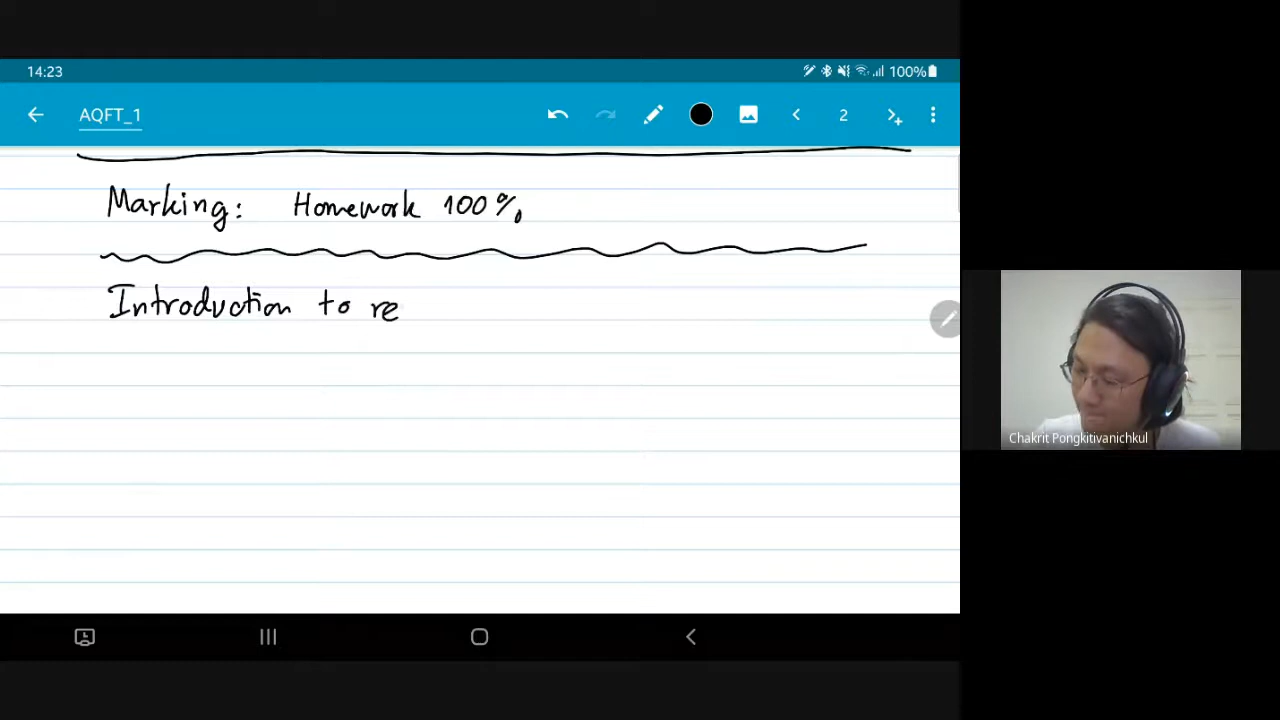 14:23 100%
AQFT_1 2
Marking: Homework 100%
Introduction to re
Chakrit Pongkitivanichkul